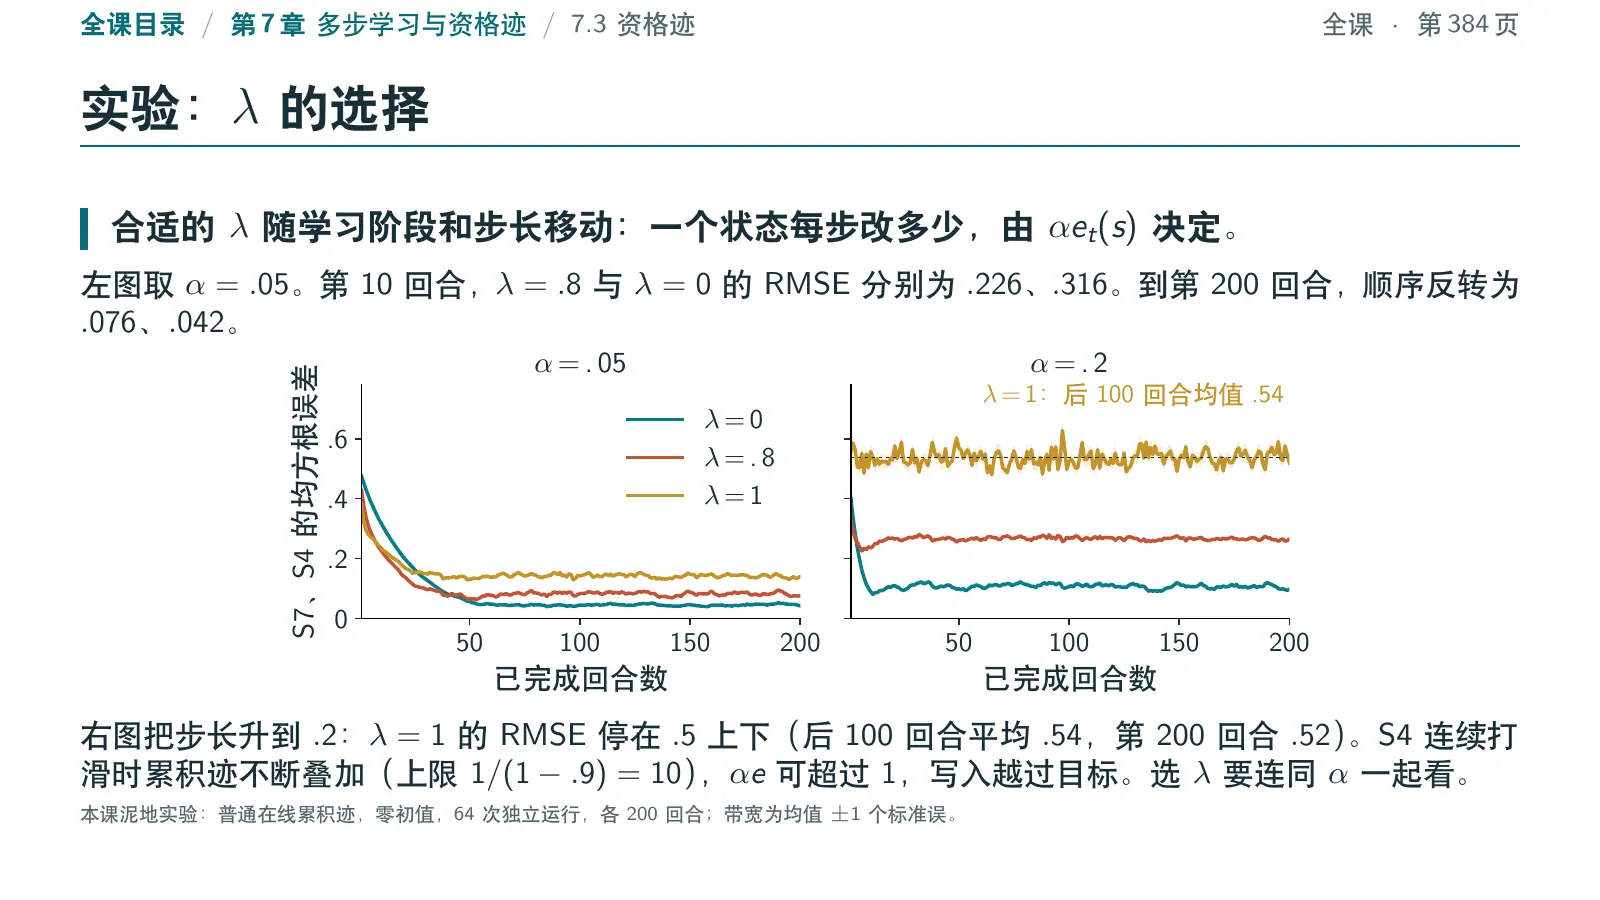 全课目录 / 第7章 多步学习与资格迹 / 7.3 资格迹
全课 · 第384页
实验：λ 的选择
合适的 λ 随学习阶段和步长移动：一个状态每步改多少，由 αeₜ(s) 决定。
左图取 α = .05。第 10 回合，λ = .8 与 λ = 0 的 RMSE 分别为 .226、.316。到第 200 回合，顺序反转为
.076、.042。
α = .05
S7、S4 的均方根误差
.6
.4
.2
0
λ = 0
λ = .8
λ = 1
50 100 150 200
已完成回合数
α = .2
λ = 1：后 100 回合均值 .54
50 100 150 200
已完成回合数
右图把步长升到 .2：λ = 1 的 RMSE 停在 .5 上下（后 100 回合平均 .54，第 200 回合 .52）。S4 连续打
滑时累积迹不断叠加（上限 1/(1 − .9) = 10），αe 可超过 1，写入越过目标。选 λ 要连同 α 一起看。
本课泥地实验：普通在线累积迹，零初值，64 次独立运行，各 200 回合；带宽为均值 ±1 个标准误。